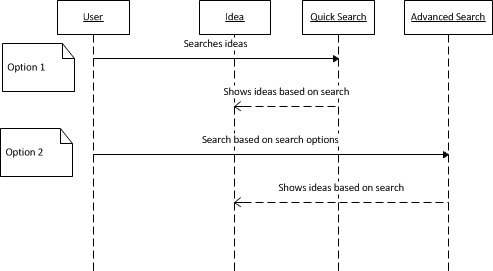 User
Idea
Quick Search
Advanced Search
Searches ideas
Option 1
Shows ideas based on search
Search based on search options
Option 2
Shows ideas based on search